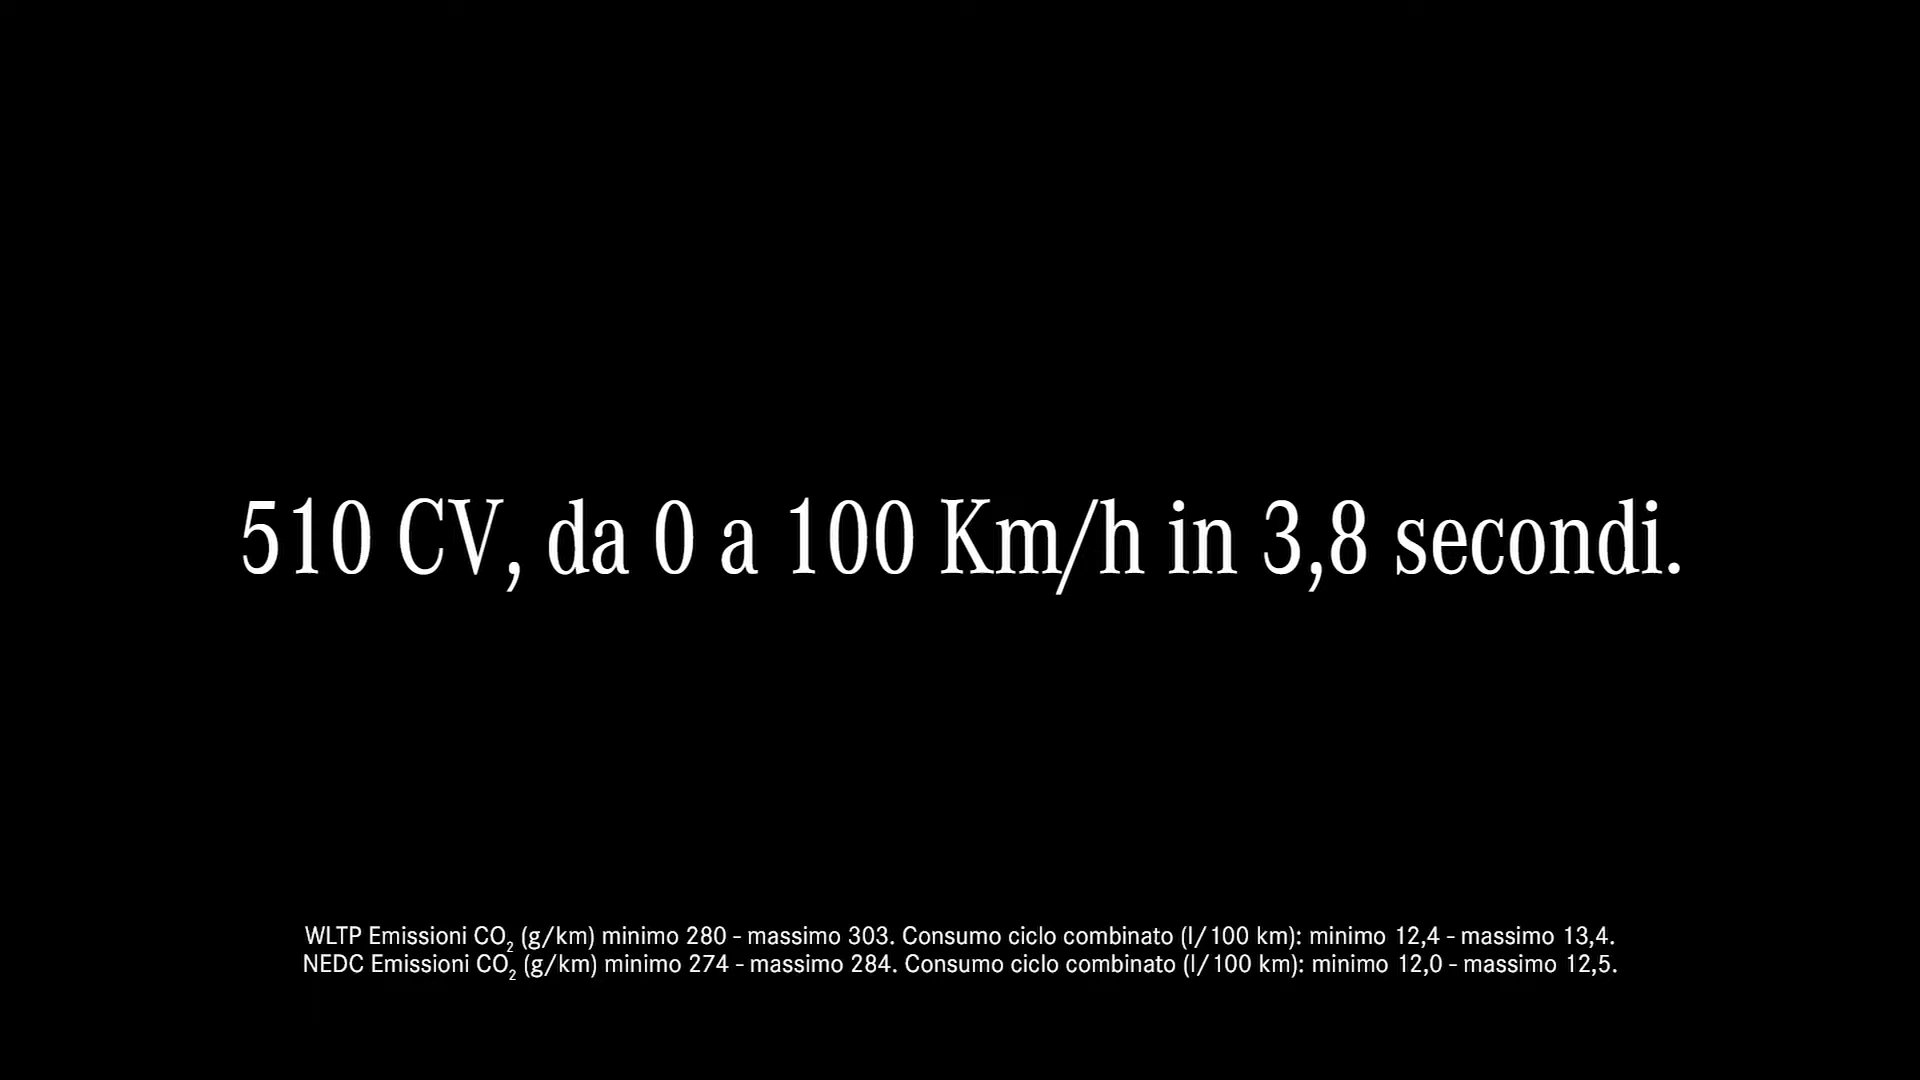 510 CV, da 0 a 100 Km/h in 3,8 secondi.
WLTP Emissioni CO₂ (g/km) minimo 280 - massimo 303. Consumo ciclo combinato (l/100 km): minimo 12,4 - massimo 13,4.
NEDC Emissioni CO₂ (g/km) minimo 274 - massimo 284. Consumo ciclo combinato (l/100 km): minimo 12,0 - massimo 12,5.